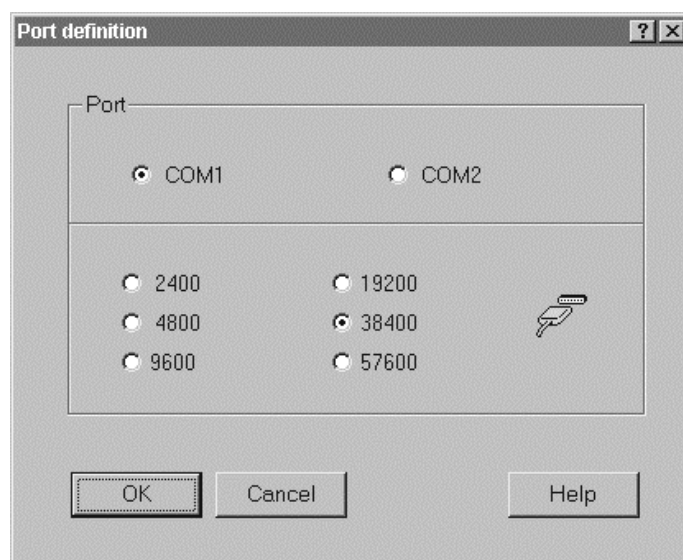 Port definition
Port
COM1 COM2
2400 19200
4800 38400
9600 57600
OK Cancel Help